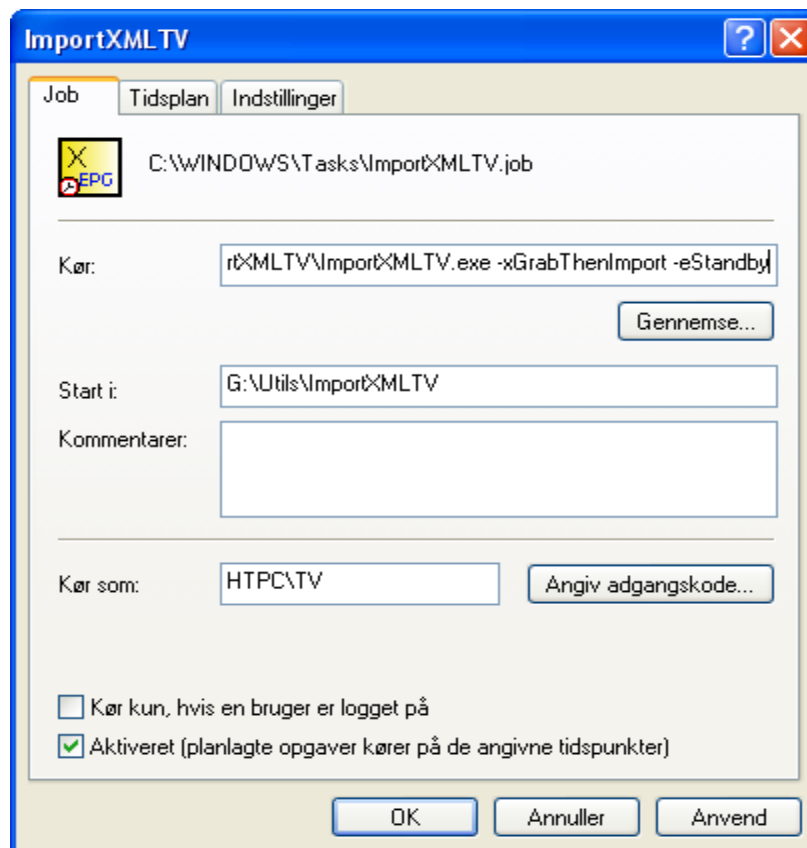 ImportXMLTV
Job Tidsplan Indstillinger
X EPG
C:\WINDOWS\Tasks\ImportXMLTV.job
Kør: rtXMLTV\ImportXMLTV.exe -xGrabThenImport -eStandby
Gennemse...
Start i: G:\Utils\ImportXMLTV
Kommentarer:
Kør som: HTPC\TV Angiv adgangskode...
Kør kun, hvis en bruger er logget på
Aktiveret (planlagte opgaver kører på de angivne tidspunkter)
OK Annuller Anvend